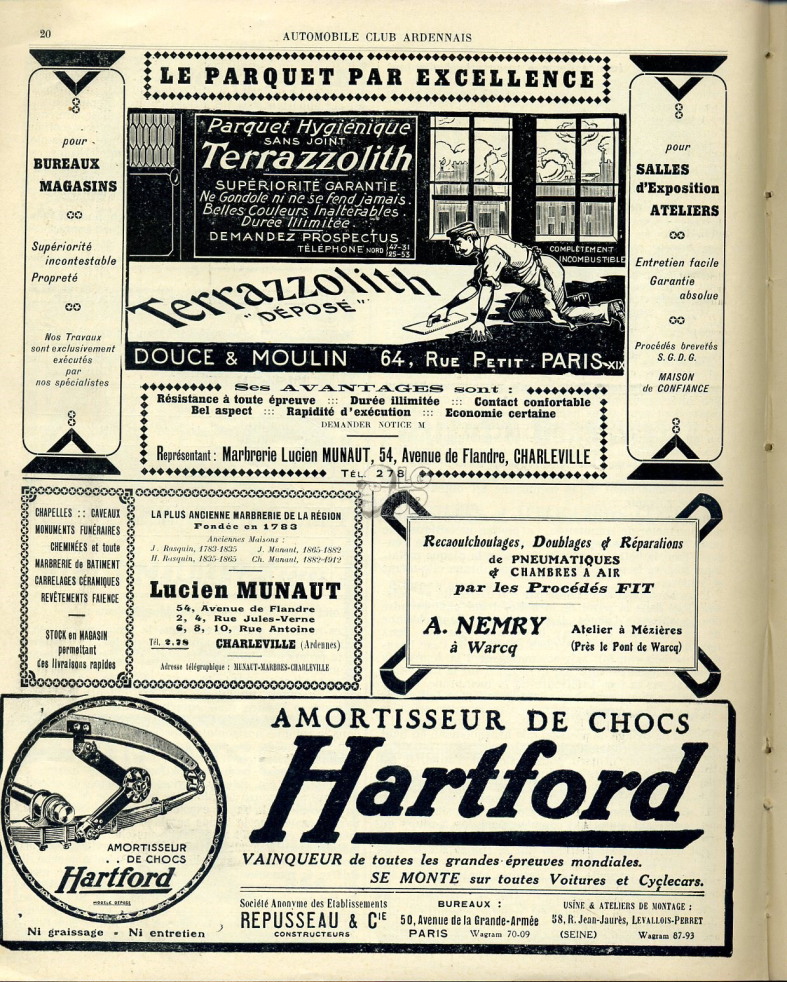 20
AUTOMOBILE CLUB ARDENNAIS
LE PARQUET PAR EXCELLENCE
pour
BUREAUX
MAGASINS
Supériorité
incontestable
Propreté
Nos Travaux
sont exclusivement
exécutés
par
nos spécialistes
Parquet Hygiénique
SANS JOINT
Terrazzolith
SUPÉRIORITÉ GARANTIE
Ne Gondole ni ne se fend jamais.
Belles Couleurs Inaltérables.
Durée Illimitée.
DEMANDEZ PROSPECTUS
TÉLÉPHONE NORD 47-31
25-53
COMPLÈTEMENT
INCOMBUSTIBLE
Terrazzolith
"DÉPOSÉ"
DOUCE & MOULIN 64, RUE PETIT. PARIS-XIX
pour
SALLES
d'Exposition
ATELIERS
Entretien facile
Garantie
absolue
Procédés brevetés
S.G.D.G.
MAISON
de CONFIANCE
Ses AVANTAGES sont :
Résistance à toute épreuve ::: Durée illimitée ::: Contact confortable
Bel aspect ::: Rapidité d'exécution ::: Economie certaine
DEMANDER NOTICE M
Représentant : Marbrerie Lucien MUNAUT, 54, Avenue de Flandre, CHARLEVILLE
TÉL. 278
CHAPELLES :: CAVEAUX
MONUMENTS FUNÉRAIRES
CHEMINÉES et toute
MARBRERIE de BATIMENT
CARRELAGES CÉRAMIQUES
REVÊTEMENTS FAIENCE
STOCK en MAGASIN
permettant
des livraisons rapides
LA PLUS ANCIENNE MARBRERIE DE LA RÉGION
Fondée en 1783
Anciennes Maisons :
J. Rasquin, 1783-1835 J. Munaut, 1865-1882
H. Rasquin, 1835-1865 Ch. Munaut, 1882-1912
Lucien MUNAUT
54, Avenue de Flandre
2, 4, Rue Jules-Verne
6, 8, 10, Rue Antoine
Tél. 2.78 CHARLEVILLE (Ardennes)
Adresse télégraphique : MUNAUT-MARBRES-CHARLEVILLE
Recaoutchoutages, Doublages & Réparations
de PNEUMATIQUES
& CHAMBRES A AIR
par les Procédés FIT
A. NEMRY
à Warcq
Atelier à Mézières
(Près le Pont de Warcq)
AMORTISSEUR
.. DE CHOCS
Hartford
MODÈLE DÉPOSÉ
Ni graissage - Ni entretien
AMORTISSEUR DE CHOCS
Hartford
VAINQUEUR de toutes les grandes épreuves mondiales.
SE MONTE sur toutes Voitures et Cyclecars.
Société Anonyme des Etablissements
REPUSSEAU & CIE
CONSTRUCTEURS
BUREAUX :
50, Avenue de la Grande-Armée
PARIS Wagram 70-09
USINE & ATELIERS DE MONTAGE :
58, R. Jean-Jaurès, LEVALLOIS-PERRET
(SEINE) Wagram 87-93